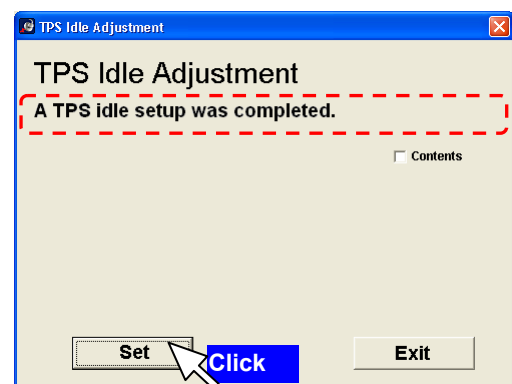 TPS Idle Adjustment
TPS Idle Adjustment
A TPS idle setup was completed.
Contents
Set
Click
Exit